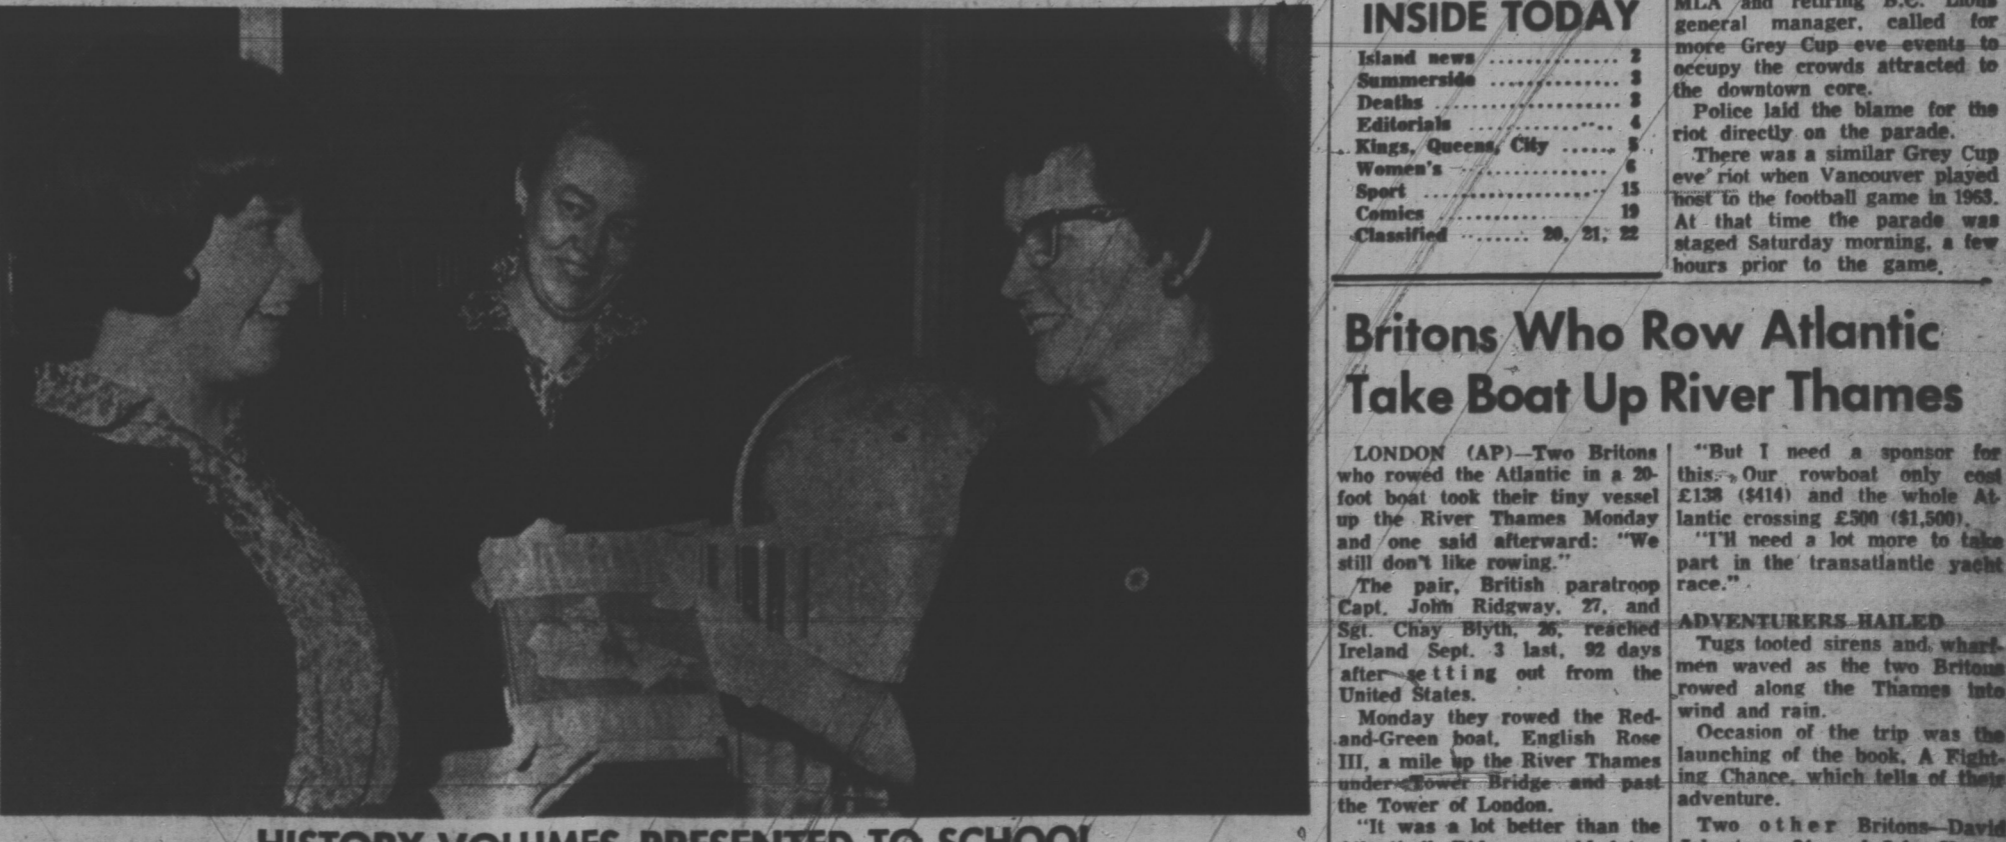 HISTORY VOLUMES PRESENTED TO SCHOOL
INSIDE TODAY
Island news ............ 2
Summerside ............ 3
Deaths ............ 3
Editorials ............ 4
Kings, Queens, City ...... 5
Women's ............ 6
Sport ............ 15
Comics ............ 19
Classified ........ 20, 21, 22
MLA and retiring B.C. Lions
general manager, called for
more Grey Cup eve events to
occupy the crowds attracted to
the downtown core.
Police laid the blame for the
riot directly on the parade.
There was a similar Grey Cup
eve riot when Vancouver played
host to the football game in 1963.
At that time the parade was
staged Saturday morning, a few
hours prior to the game.
Britons Who Row Atlantic
Take Boat Up River Thames
LONDON (AP)—Two Britons
who rowed the Atlantic in a 20-
foot boat took their tiny vessel
up the River Thames Monday
and one said afterward: "We
still don't like rowing."
The pair, British paratroop
Capt. John Ridgway, 27, and
Sgt. Chay Blyth, 26, reached
Ireland Sept. 3 last, 92 days
after setting out from the
United States.
Monday they rowed the Red-
and-Green boat, English Rose
III, a mile up the River Thames
under Tower Bridge and past
the Tower of London.
"It was a lot better than the
"But I need a sponsor for
this. Our rowboat only cost
£138 ($414) and the whole At-
lantic crossing £500 ($1,500).
"I'll need a lot more to take
part in the transatlantic yacht
race."
ADVENTURERS HAILED
Tugs tooted sirens and wharf-
men waved as the two Britons
rowed along the Thames into
wind and rain.
Occasion of the trip was the
launching of the book, A Fight-
ing Chance, which tells of their
adventure.
Two other Britons—David